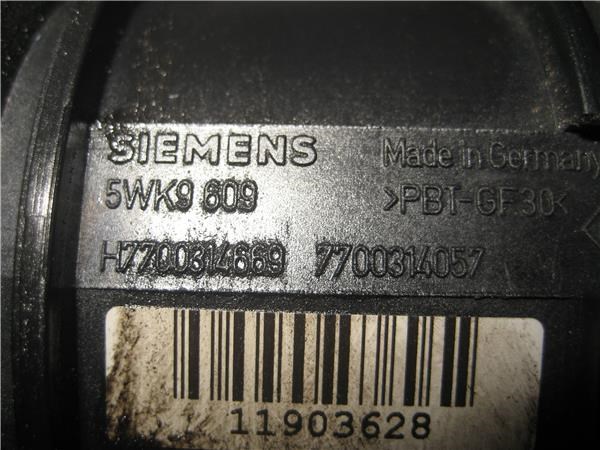 SIEMENS Made in Germany
5WK9 609 >PBT-GF30<
H7700314669 7700314057
11903628